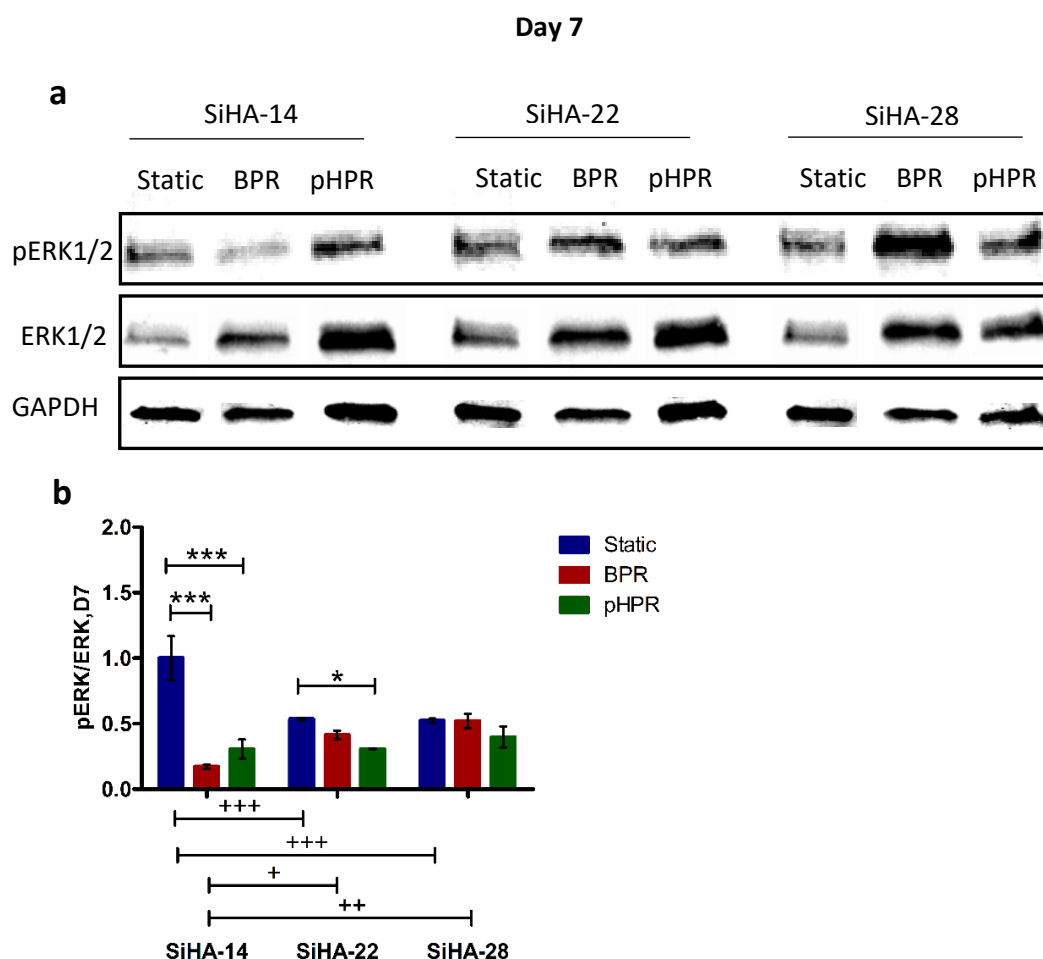 Day 7
a
SiHA-14 SiHA-22 SiHA-28
Static BPR pHPR Static BPR pHPR Static BPR pHPR
pERK1/2
ERK1/2
GAPDH
b
pERK/ERK,D7
2.0
1.5
1.0
0.5
0.0
***
***
*
Static
BPR
pHPR
+++
+++
+
++
SiHA-14 SiHA-22 SiHA-28